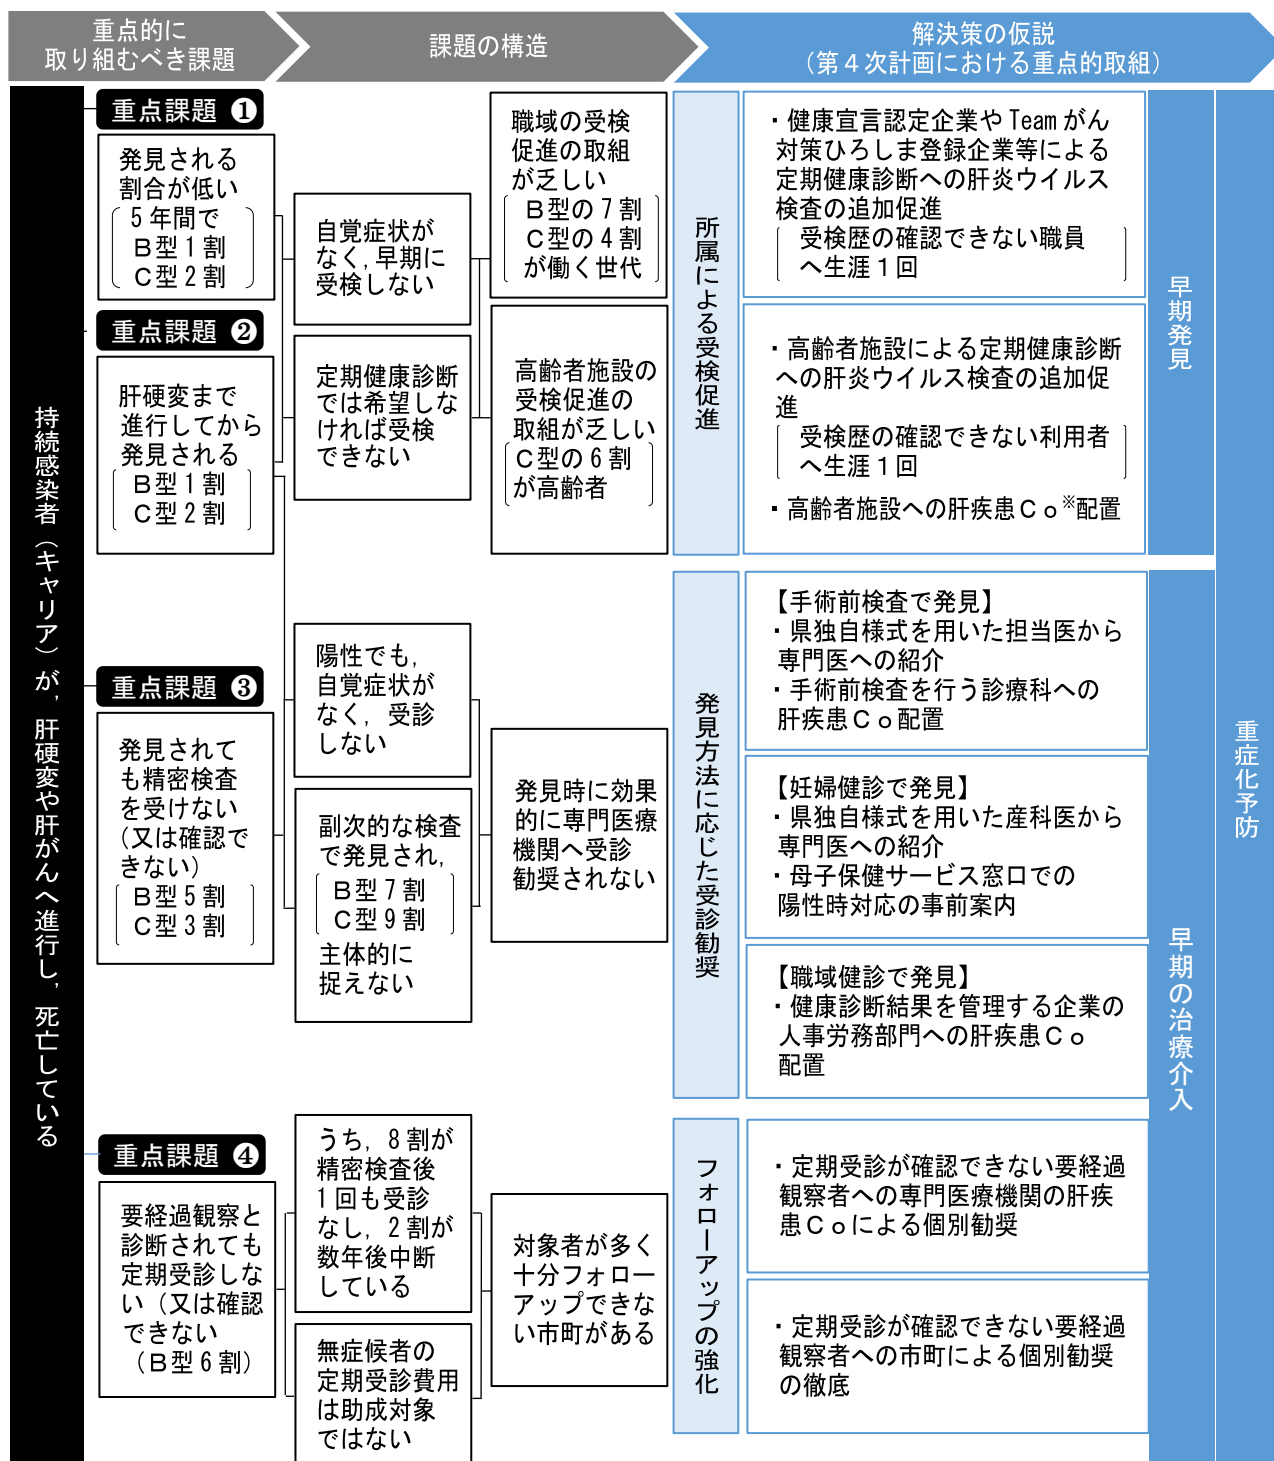 重点的に
取り組むべき課題
課題の構造
解決策の仮説
（第４次計画における重点的取組）
持続感染者（キャリア）が，肝硬変や肝がんへ進行し，死亡している
重点課題 ❶
発見される
割合が低い
５年間で
Ｂ型１割
Ｃ型２割
重点課題 ❷
肝硬変まで
進行してから
発見される
Ｂ型１割
Ｃ型２割
自覚症状が
なく，早期に
受検しない
定期健康診断
では希望しな
ければ受検
できない
職域の受検
促進の取組
が乏しい
Ｂ型の７割
Ｃ型の４割
が働く世代
高齢者施設の
受検促進の
取組が乏しい
Ｃ型の６割
が高齢者
所属による受検促進
・健康宣言認定企業や Team がん
対策ひろしま登録企業等による
定期健康診断への肝炎ウイルス
検査の追加促進
受検歴の確認できない職員
へ生涯１回
・高齢者施設による定期健康診断
への肝炎ウイルス検査の追加促
進
受検歴の確認できない利用者
へ生涯１回
・高齢者施設への肝疾患Ｃｏ※配置
早期発見
重点課題 ❸
発見されて
も精密検査
を受けない
（又は確認で
きない）
Ｂ型５割
Ｃ型３割
陽性でも，
自覚症状が
なく，受診
しない
副次的な検査
で発見され，
Ｂ型７割
Ｃ型９割
主体的に
捉えない
発見時に効果
的に専門医療
機関へ受診
勧奨されない
発見方法に応じた受診勧奨
【手術前検査で発見】
・県独自様式を用いた担当医から
専門医への紹介
・手術前検査を行う診療科への
肝疾患Ｃｏ配置
【妊婦健診で発見】
・県独自様式を用いた産科医から
専門医への紹介
・母子保健サービス窓口での
陽性時対応の事前案内
【職域健診で発見】
・健康診断結果を管理する企業の
人事労務部門への肝疾患Ｃｏ
配置
重点課題 ❹
要経過観察と
診断されても
定期受診しな
い（又は確認
できない
（Ｂ型６割）
うち，８割が
精密検査後
１回も受診
なし，２割が
数年後中断
している
無症候者の
定期受診費用
は助成対象
ではない
対象者が多く
十分フォロー
アップできな
い市町がある
フォローアップの強化
・定期受診が確認できない要経過
観察者への専門医療機関の肝疾
患Ｃｏによる個別勧奨
・定期受診が確認できない要経過
観察者への市町による個別勧奨
の徹底
早期の治療介入
重症化予防